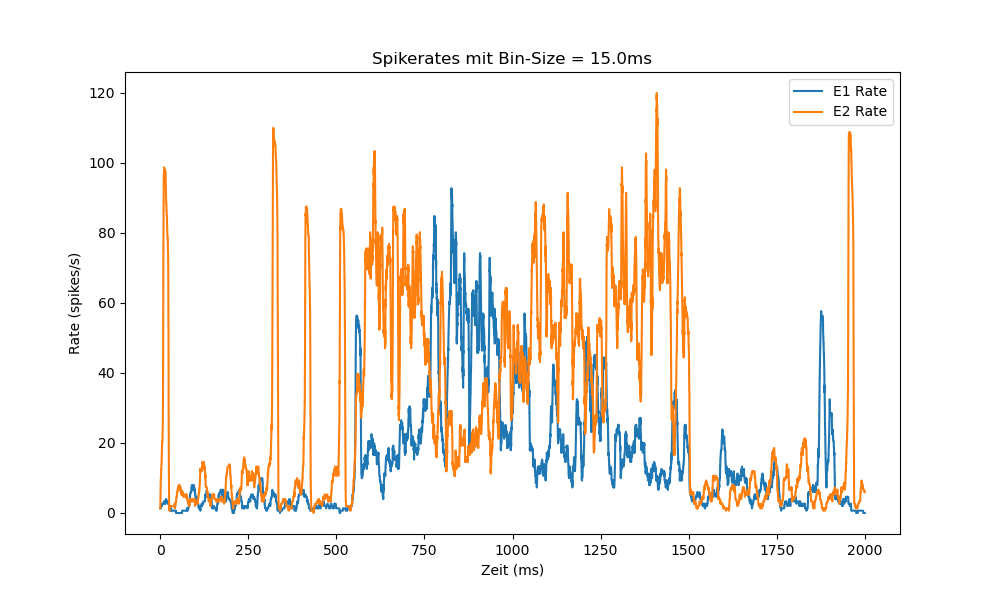 Spikerates mit Bin-Size = 15.0ms
E1 Rate
E2 Rate
Rate (spikes/s)
120
100
80
60
40
20
0
0 250 500 750 1000 1250 1500 1750 2000
Zeit (ms)